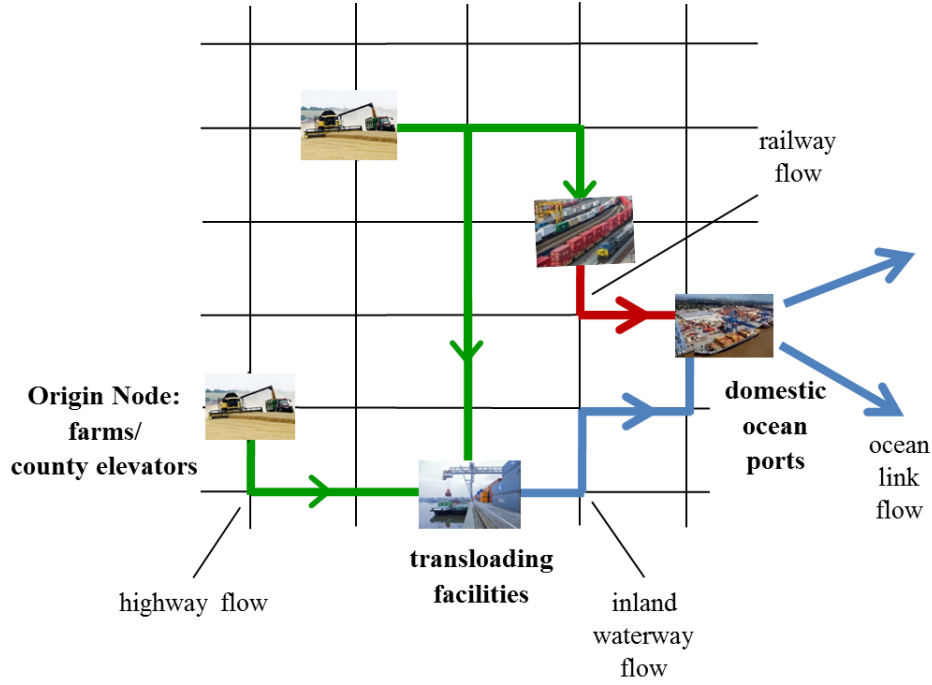 railway
flow
Origin Node:
farms/
county elevators
domestic
ocean
ports
ocean
link
flow
transloading
facilities
highway flow
inland
waterway
flow